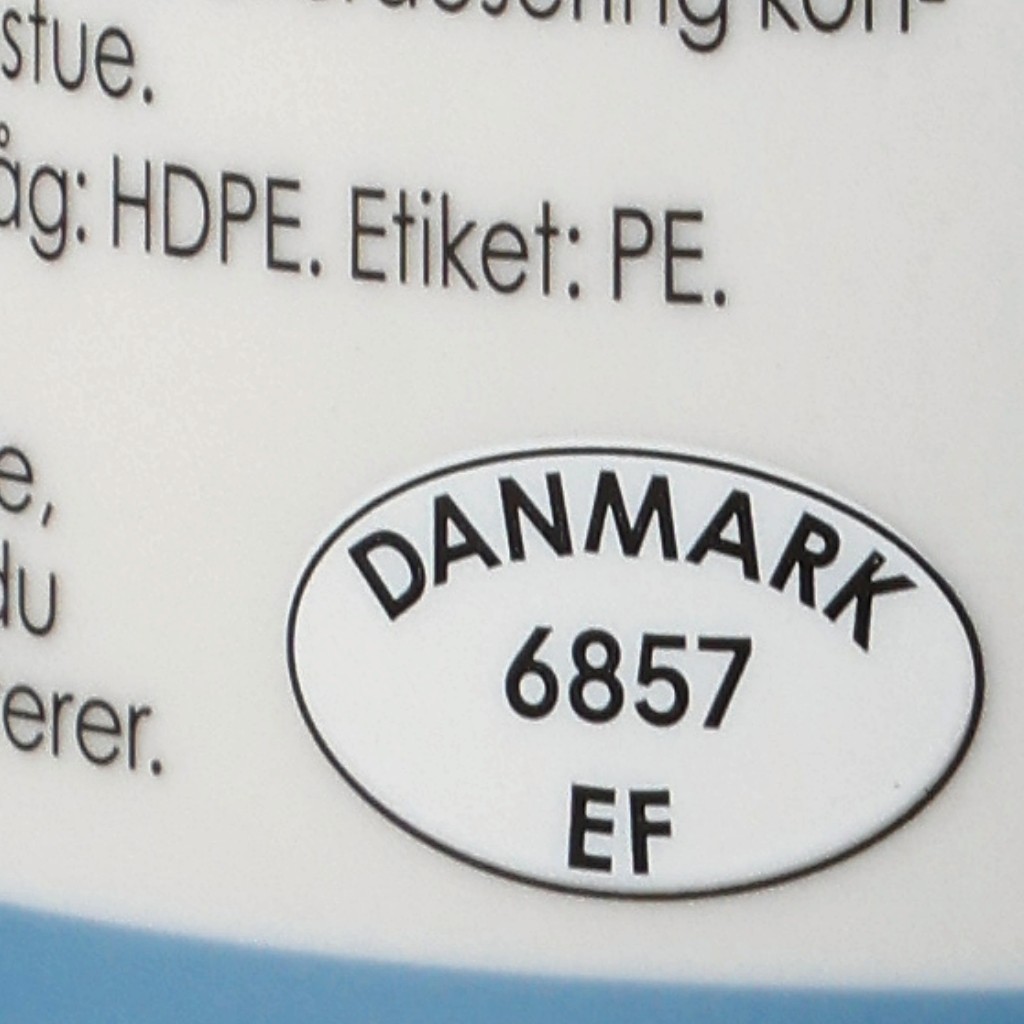 stue.
åg: HDPE. Etiket: PE.
e,
du
erer.
DANMARK
6857
EF